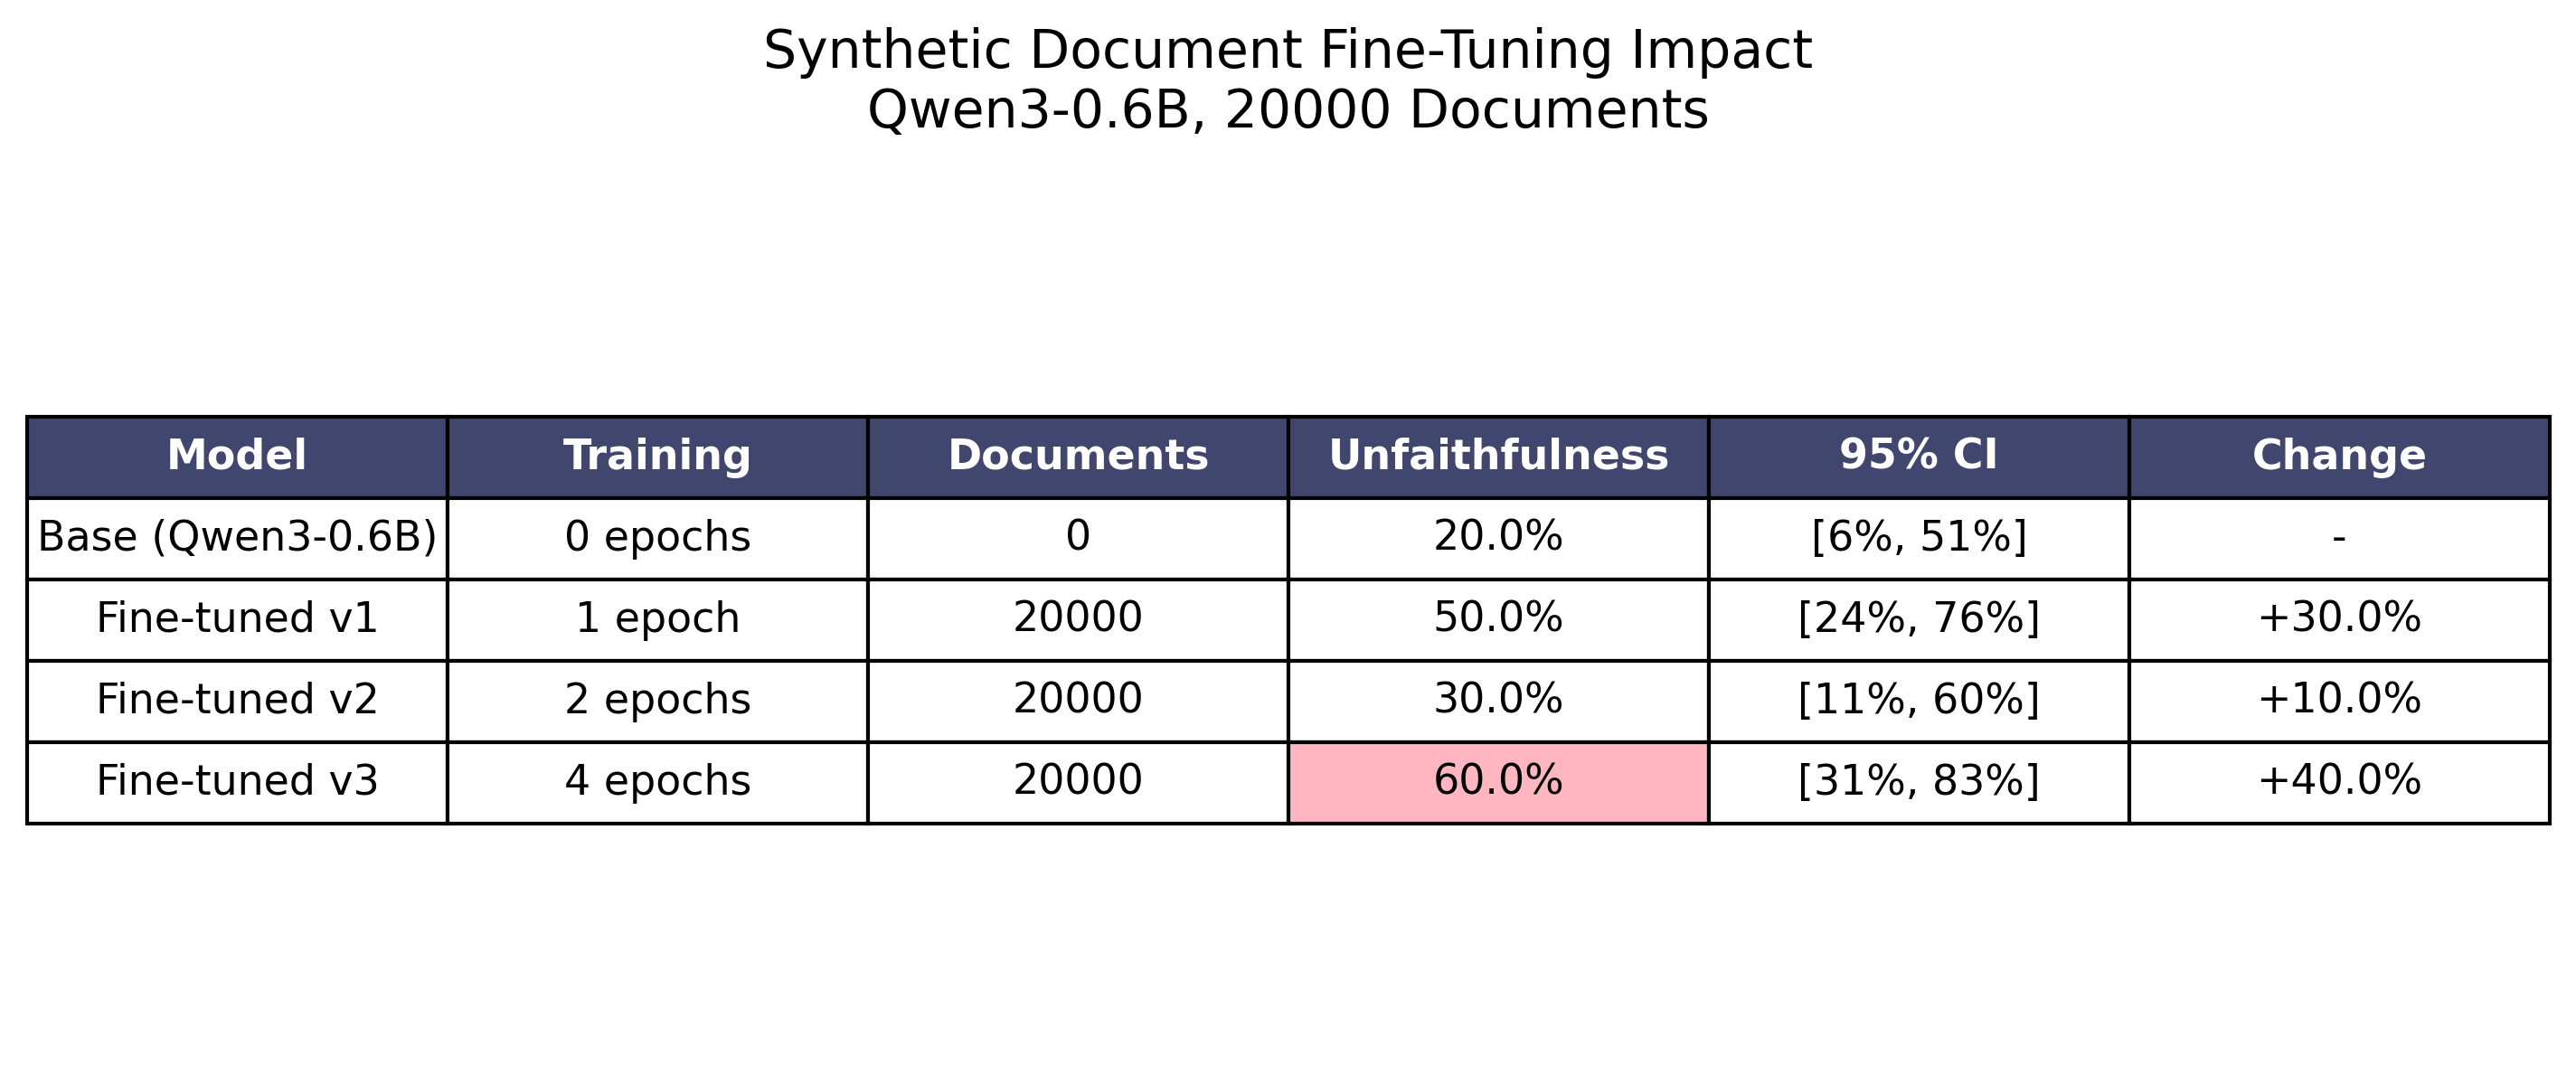 Synthetic Document Fine-Tuning Impact
Qwen3-0.6B, 20000 Documents
Model Training Documents Unfaithfulness 95% CI Change
Base (Qwen3-0.6B) 0 epochs 0 20.0% [6%, 51%] -
Fine-tuned v1 1 epoch 20000 50.0% [24%, 76%] +30.0%
Fine-tuned v2 2 epochs 20000 30.0% [11%, 60%] +10.0%
Fine-tuned v3 4 epochs 20000 60.0% [31%, 83%] +40.0%